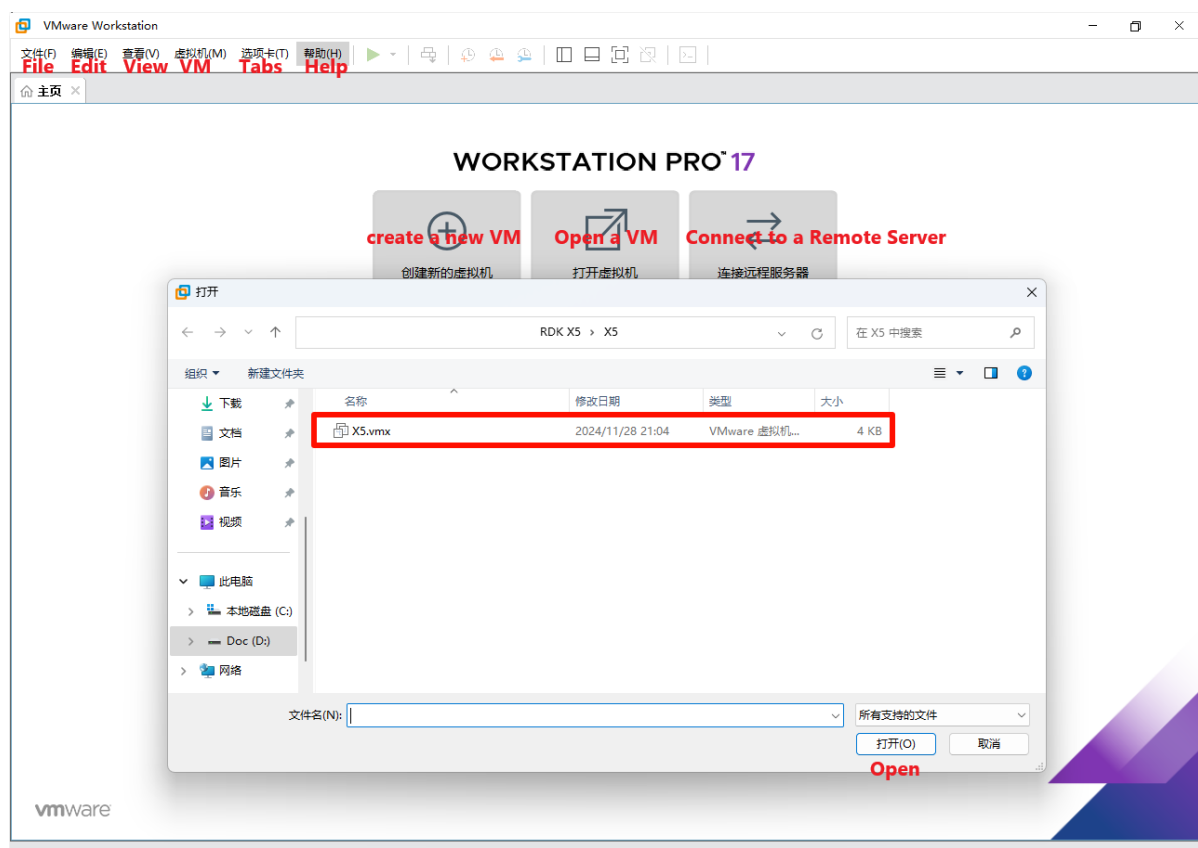 VMware Workstation
文件(F) 编辑(E) 查看(V) 虚拟机(M) 选项卡(T) 帮助(H)
File Edit View VM Tabs Help
主页
WORKSTATION PRO™ 17
create a new VM Open a VM Connect to a Remote Server
创建新的虚拟机 打开虚拟机 连接远程服务器
打开
RDK X5 › X5 在 X5 中搜索
组织 新建文件夹
下载 名称 修改日期 类型 大小
文档 X5.vmx 2024/11/28 21:04 VMware 虚拟机... 4 KB
图片
音乐
视频
此电脑
本地磁盘 (C:)
Doc (D:)
网络
文件名(N): 所有支持的文件
打开(O) 取消
Open
vmware